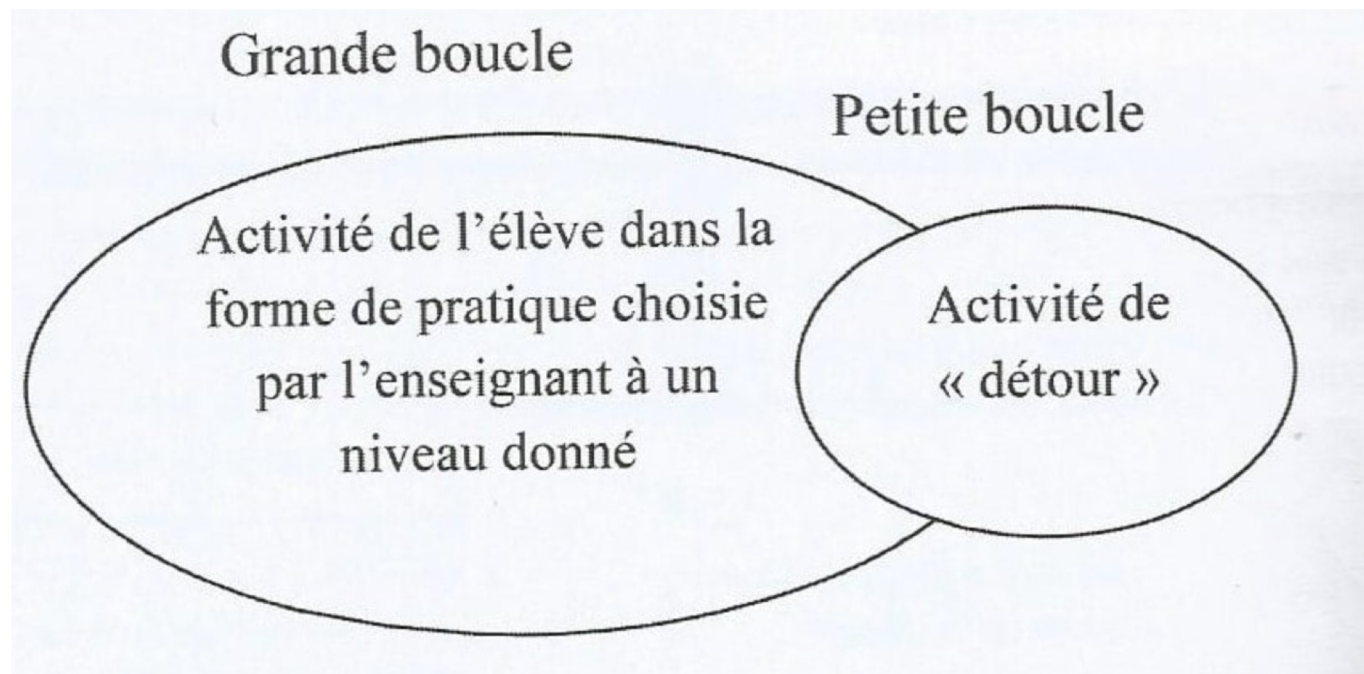 Grande boucle
Petite boucle
Activité de l'élève dans la
forme de pratique choisie
par l'enseignant à un
niveau donné
Activité de
« détour »